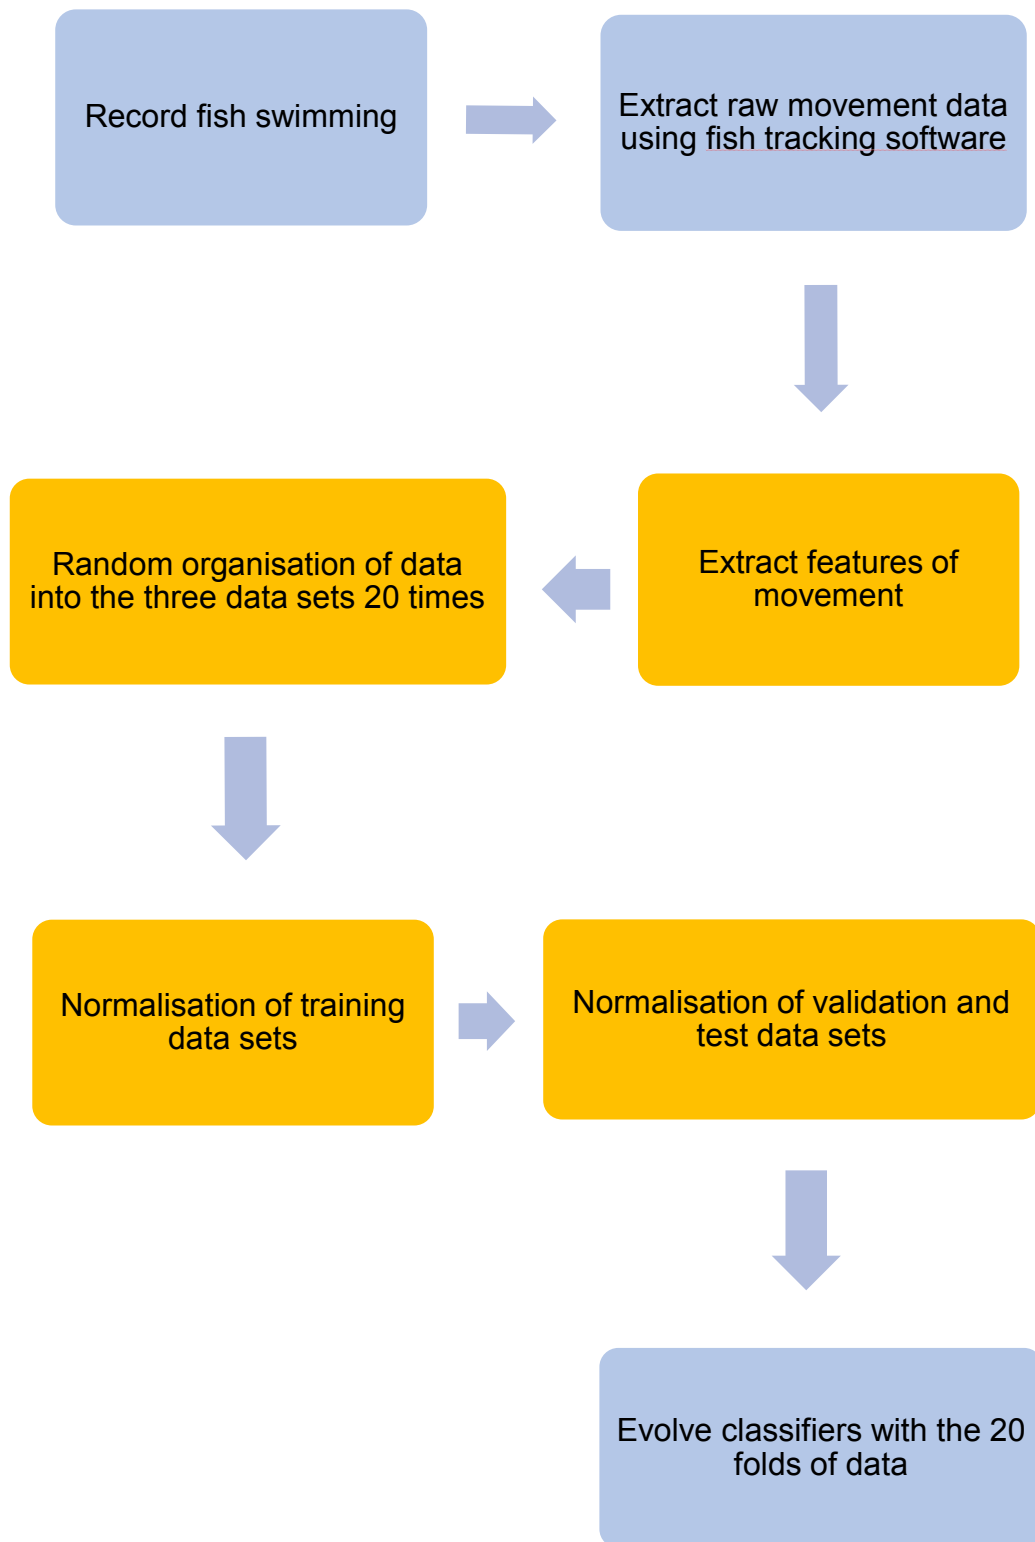 Record fish swimming
Extract raw movement data
using fish tracking software
Extract features of
movement
Random organisation of data
into the three data sets 20 times
Normalisation of training
data sets
Normalisation of validation and
test data sets
Evolve classifiers with the 20
folds of data